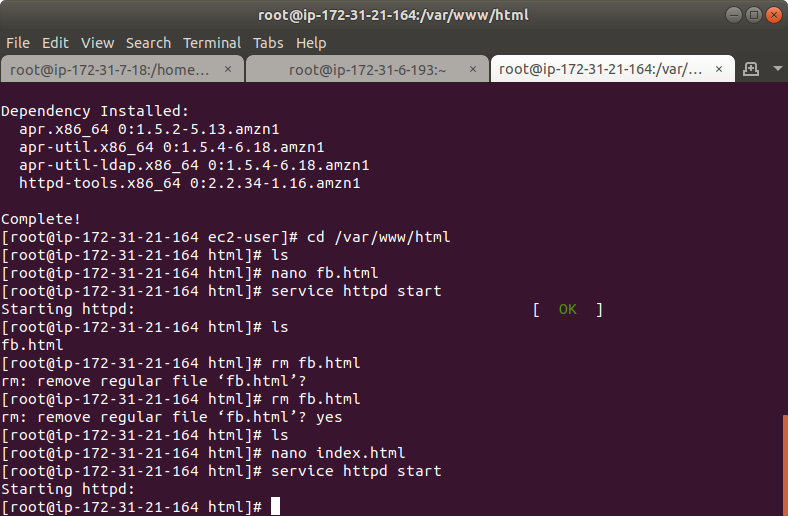 root@ip-172-31-21-164:/var/www/html
File Edit View Search Terminal Tabs Help
root@ip-172-31-7-18:/home... × root@ip-172-31-6-193:~ × root@ip-172-31-21-164:/var/... ×
Dependency Installed:
  apr.x86_64 0:1.5.2-5.13.amzn1
  apr-util.x86_64 0:1.5.4-6.18.amzn1
  apr-util-ldap.x86_64 0:1.5.4-6.18.amzn1
  httpd-tools.x86_64 0:2.2.34-1.16.amzn1
Complete!
[root@ip-172-31-21-164 ec2-user]# cd /var/www/html
[root@ip-172-31-21-164 html]# ls
[root@ip-172-31-21-164 html]# nano fb.html
[root@ip-172-31-21-164 html]# service httpd start
Starting httpd:                                            [  OK  ]
[root@ip-172-31-21-164 html]# ls
fb.html
[root@ip-172-31-21-164 html]# rm fb.html
rm: remove regular file ‘fb.html’?
[root@ip-172-31-21-164 html]# rm fb.html
rm: remove regular file ‘fb.html’? yes
[root@ip-172-31-21-164 html]# ls
[root@ip-172-31-21-164 html]# nano index.html
[root@ip-172-31-21-164 html]# service httpd start
Starting httpd:
[root@ip-172-31-21-164 html]#